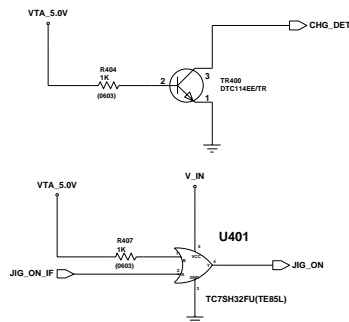 VTA_5.0V
CHG_DET
R404
1K
(0603)
2
3
1
TR400
DTC114EE/TR
VTA_5.0V
V_IN
U401
R407
1K
(0603)
JIG_ON_IF
1
B
2
A
5
VCC
Y
4
GND
3
JIG_ON
TC7SH32FU(TE85L)